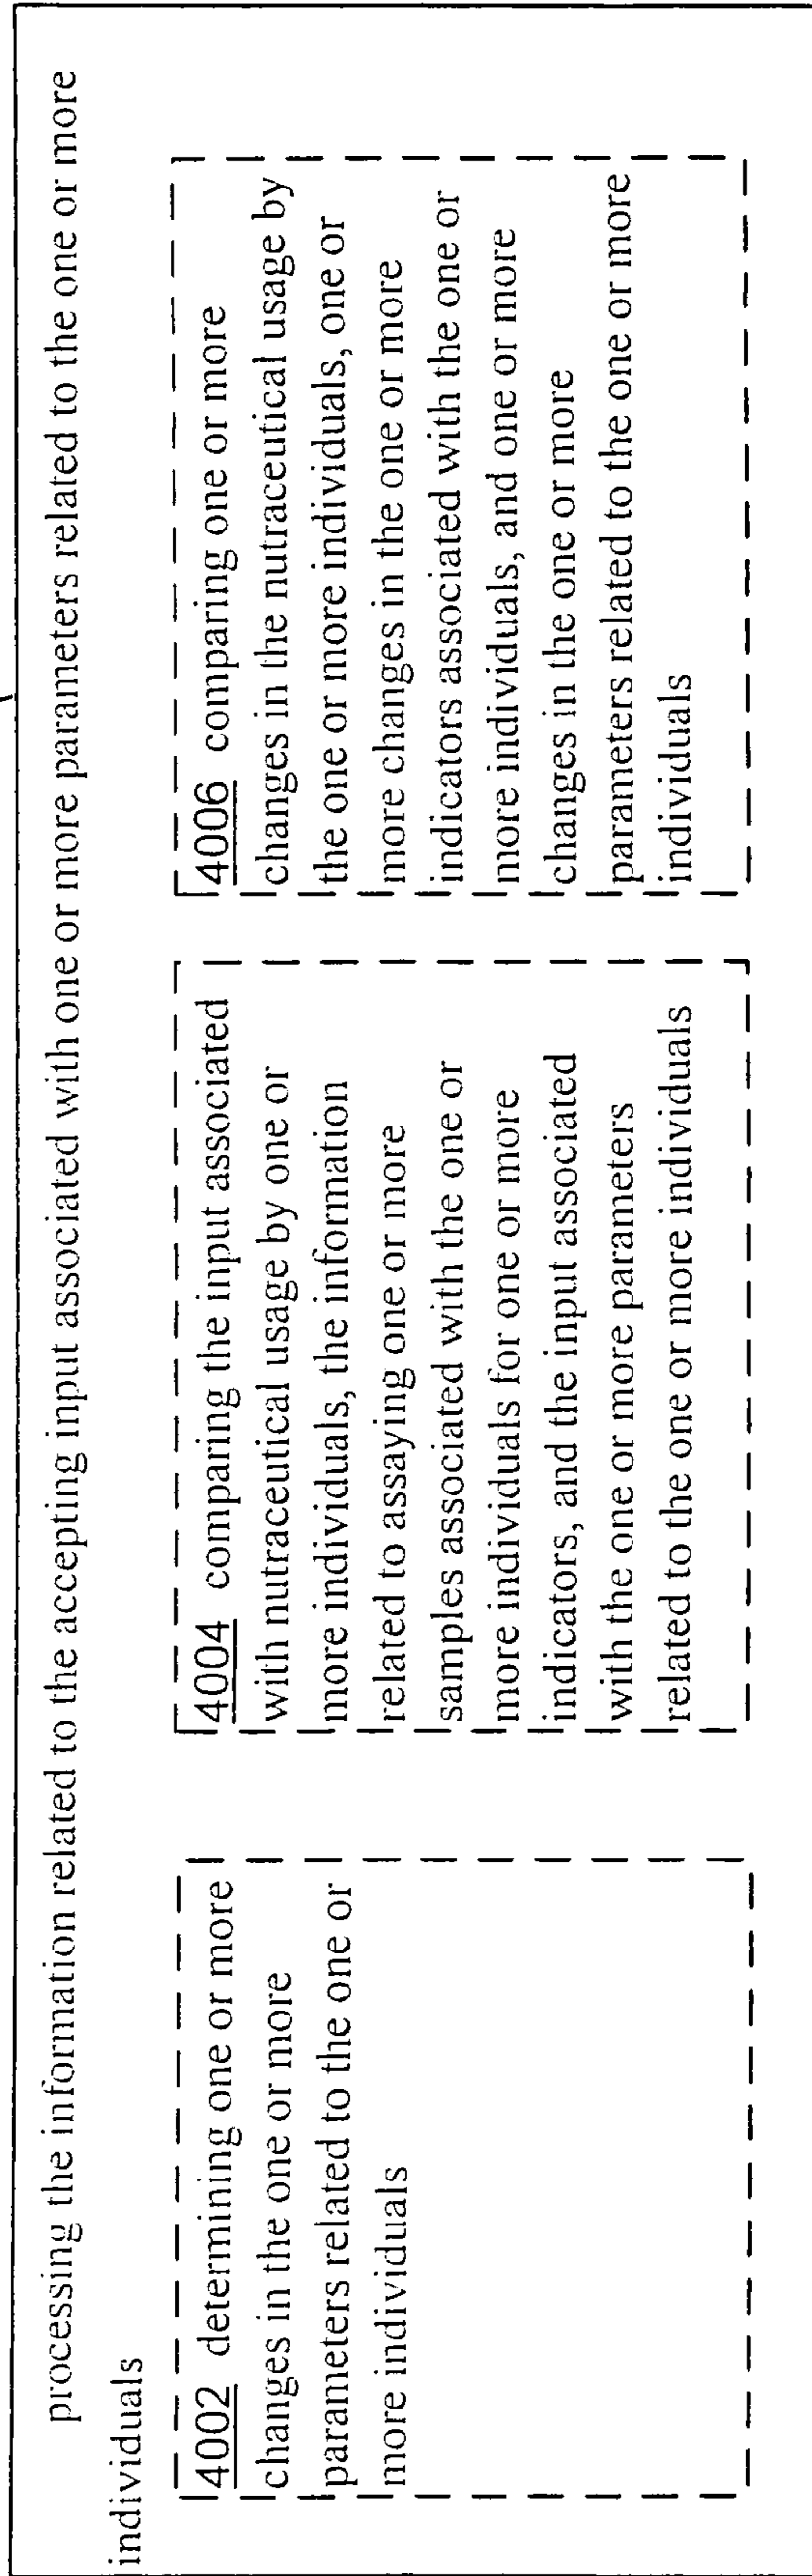 processing the information related to the accepting input associated with one or more parameters related to the one or more
individuals
4002 determining one or more
changes in the one or more
parameters related to the one or
more individuals
4004 comparing the input associated
with nutraceutical usage by one or
more individuals, the information
related to assaying one or more
samples associated with the one or
more individuals for one or more
indicators, and the input associated
with the one or more parameters
related to the one or more individuals
4006 comparing one or more
changes in the nutraceutical usage by
the one or more individuals, one or
more changes in the one or more
indicators associated with the one or
more individuals, and one or more
changes in the one or more
parameters related to the one or more
individuals